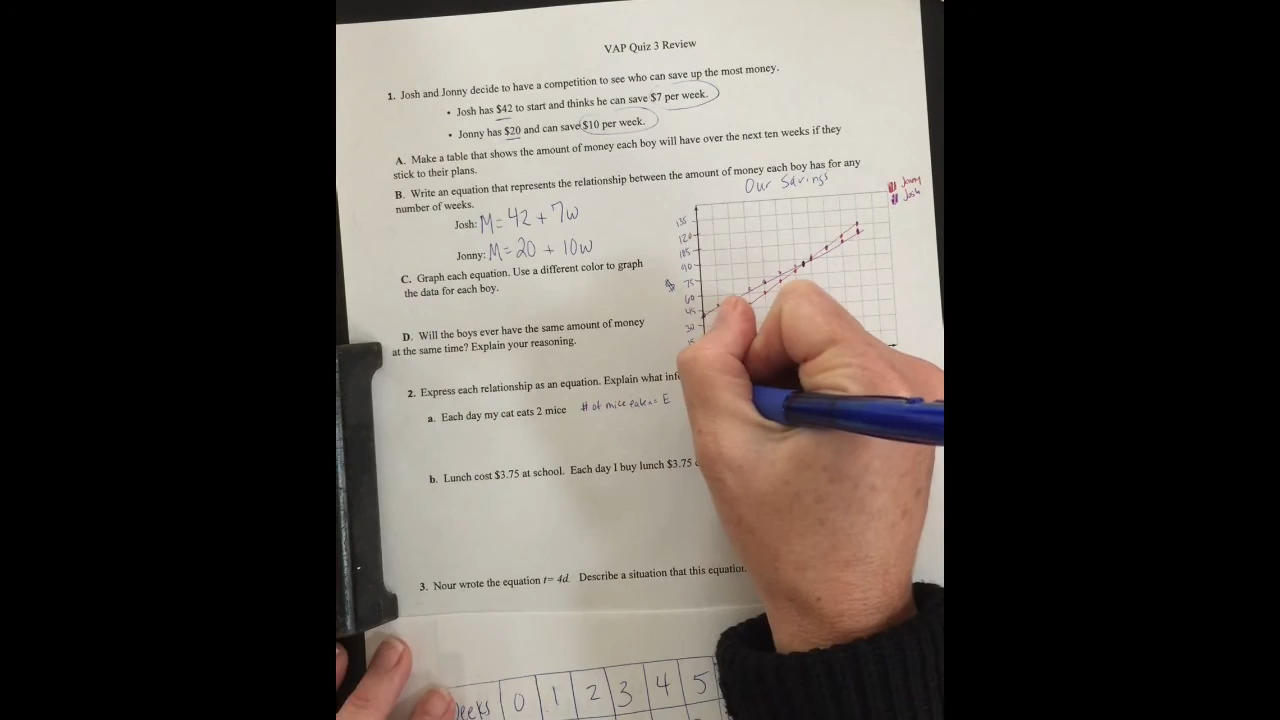 VAP Quiz 3 Review
1. Josh and Jonny decide to have a competition to see who can save up the most money.
• Josh has $42 to start and thinks he can save $7 per week.
• Jonny has $20 and can save $10 per week.
A. Make a table that shows the amount of money each boy will have over the next ten weeks if they
stick to their plans.
B. Write an equation that represents the relationship between the amount of money each boy has for any
number of weeks.
Our Savings
Jonny
Josh
Josh: M= 42 + 7w
Jonny: M= 20 + 10w
135
120
105
90
$ 75
60
45
30
15
C. Graph each equation. Use a different color to graph
the data for each boy.
D. Will the boys ever have the same amount of money
at the same time? Explain your reasoning.
2. Express each relationship as an equation. Explain what
a. Each day my cat eats 2 mice # of mice eaten= E
b. Lunch cost $3.75 at school. Each day I buy lunch $3.75
3. Nour wrote the equation t= 4d. Describe a situation that this
0 1 2 3 4 5